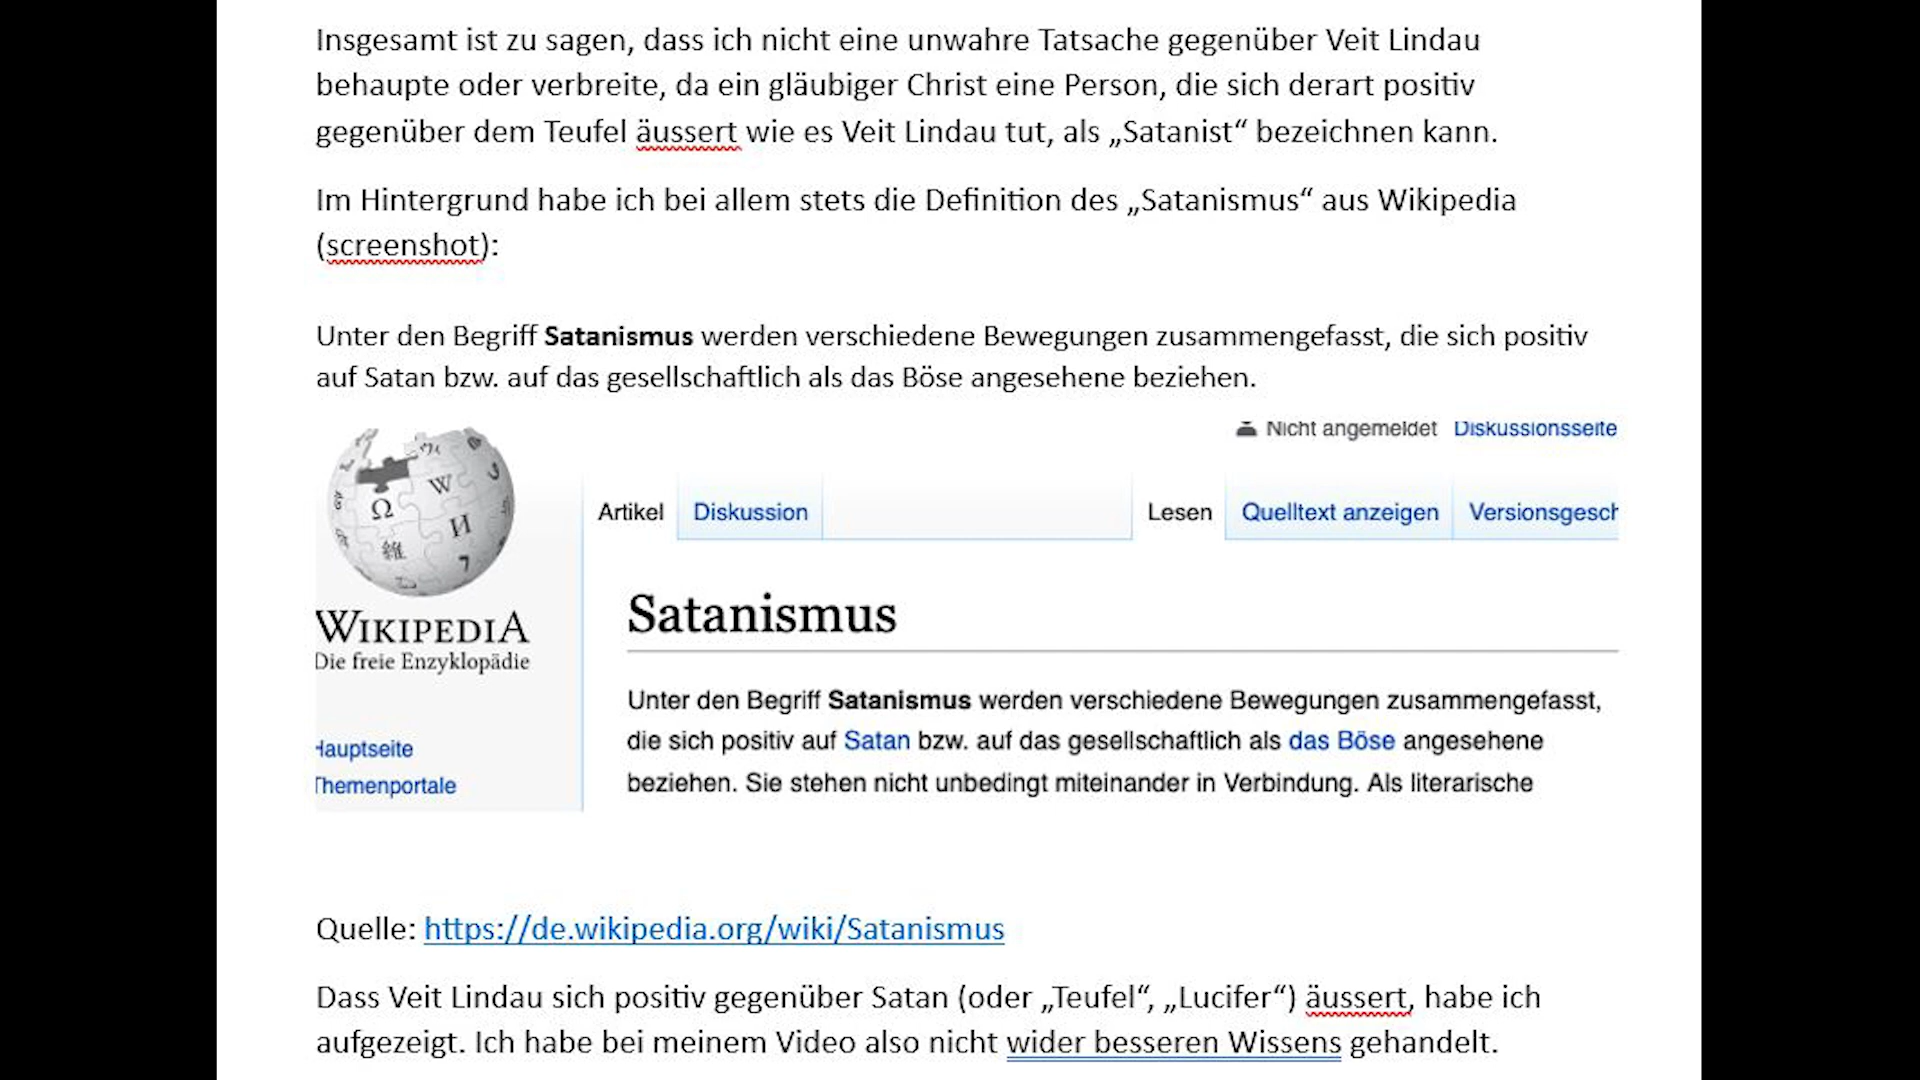 Insgesamt ist zu sagen, dass ich nicht eine unwahre Tatsache gegenüber Veit Lindau
behaupte oder verbreite, da ein gläubiger Christ eine Person, die sich derart positiv
gegenüber dem Teufel äussert wie es Veit Lindau tut, als „Satanist“ bezeichnen kann.
Im Hintergrund habe ich bei allem stets die Definition des „Satanismus“ aus Wikipedia
(screenshot):
Unter den Begriff Satanismus werden verschiedene Bewegungen zusammengefasst, die sich positiv
auf Satan bzw. auf das gesellschaftlich als das Böse angesehene beziehen.
Nicht angemeldet Diskussionsseite
Artikel Diskussion Lesen Quelltext anzeigen Versionsgesch
Ω W И 維 7
WIKIPEDIA
Die freie Enzyklopädie
Hauptseite
Themenportale
Satanismus
Unter den Begriff Satanismus werden verschiedene Bewegungen zusammengefasst,
die sich positiv auf Satan bzw. auf das gesellschaftlich als das Böse angesehene
beziehen. Sie stehen nicht unbedingt miteinander in Verbindung. Als literarische
Quelle: https://de.wikipedia.org/wiki/Satanismus
Dass Veit Lindau sich positiv gegenüber Satan (oder „Teufel“, „Lucifer“) äussert, habe ich
aufgezeigt. Ich habe bei meinem Video also nicht wider besseren Wissens gehandelt.